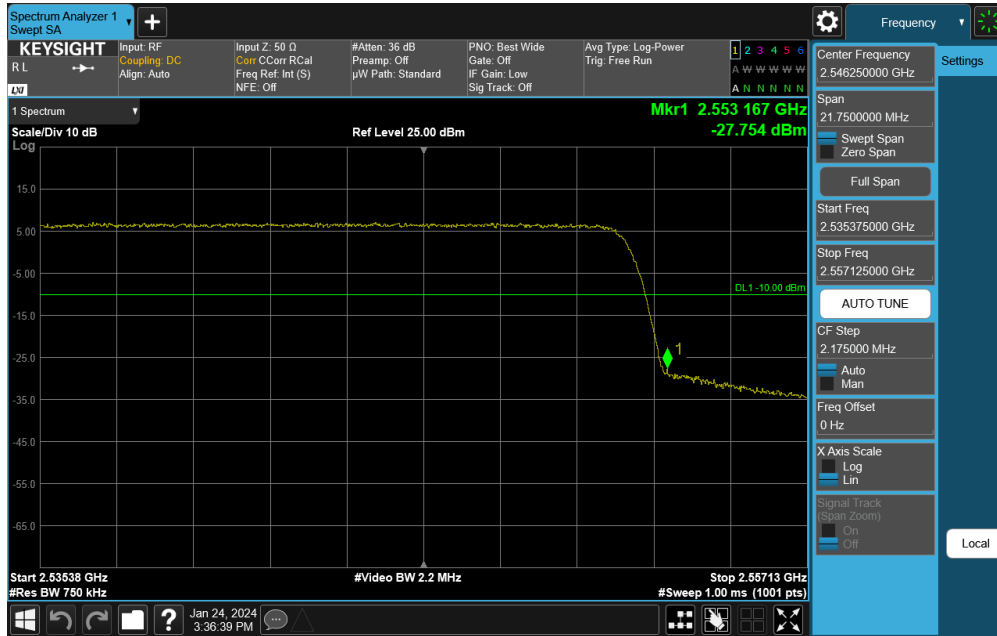 Spectrum Analyzer 1
Swept SA
Frequency
KEYSIGHT
R L
LXI
Input: RF
Coupling: DC
Align: Auto
Input Z: 50 Ω
Corr CCorr RCal
Freq Ref: Int (S)
NFE: Off
#Atten: 36 dB
Preamp: Off
µW Path: Standard
PNO: Best Wide
Gate: Off
IF Gain: Low
Sig Track: Off
Avg Type: Log-Power
Trig: Free Run
1 2 3 4 5 6
A W W W W W
A N N N N N
1 Spectrum
Scale/Div 10 dB
Log
Ref Level 25.00 dBm
Mkr1 2.553 167 GHz
-27.754 dBm
15.0
5.00
-5.00
-15.0
-25.0
-35.0
-45.0
-55.0
-65.0
DL1 -10.00 dBm
1
Start 2.53538 GHz
#Res BW 750 kHz
#Video BW 2.2 MHz
Stop 2.55713 GHz
#Sweep 1.00 ms (1001 pts)
Center Frequency
2.546250000 GHz
Span
21.7500000 MHz
Swept Span
Zero Span
Full Span
Start Freq
2.535375000 GHz
Stop Freq
2.557125000 GHz
AUTO TUNE
CF Step
2.175000 MHz
Auto
Man
Freq Offset
0 Hz
X Axis Scale
Log
Lin
Signal Track
(Span Zoom)
On
Off
Settings
Local
?
Jan 24, 2024
3:36:39 PM